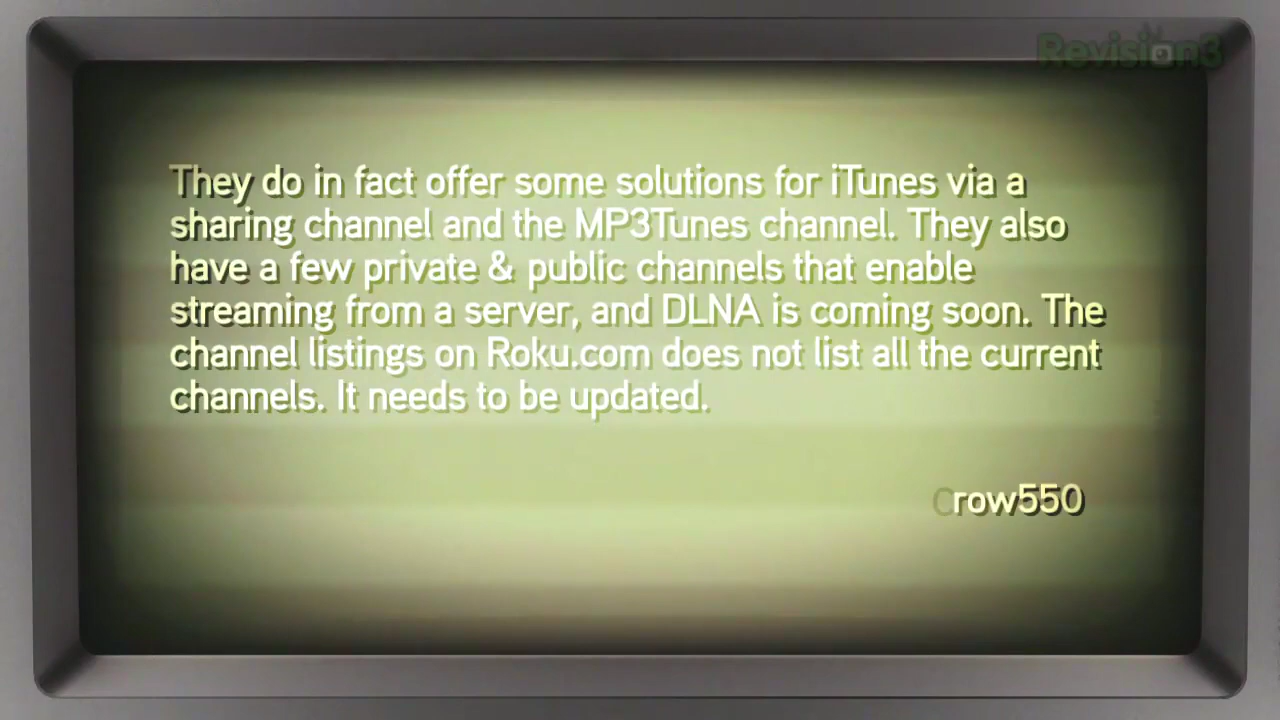 Revision3
They do in fact offer some solutions for iTunes via a
sharing channel and the MP3Tunes channel. They also
have a few private & public channels that enable
streaming from a server, and DLNA is coming soon. The
channel listings on Roku.com does not list all the current
channels. It needs to be updated.
Crow550